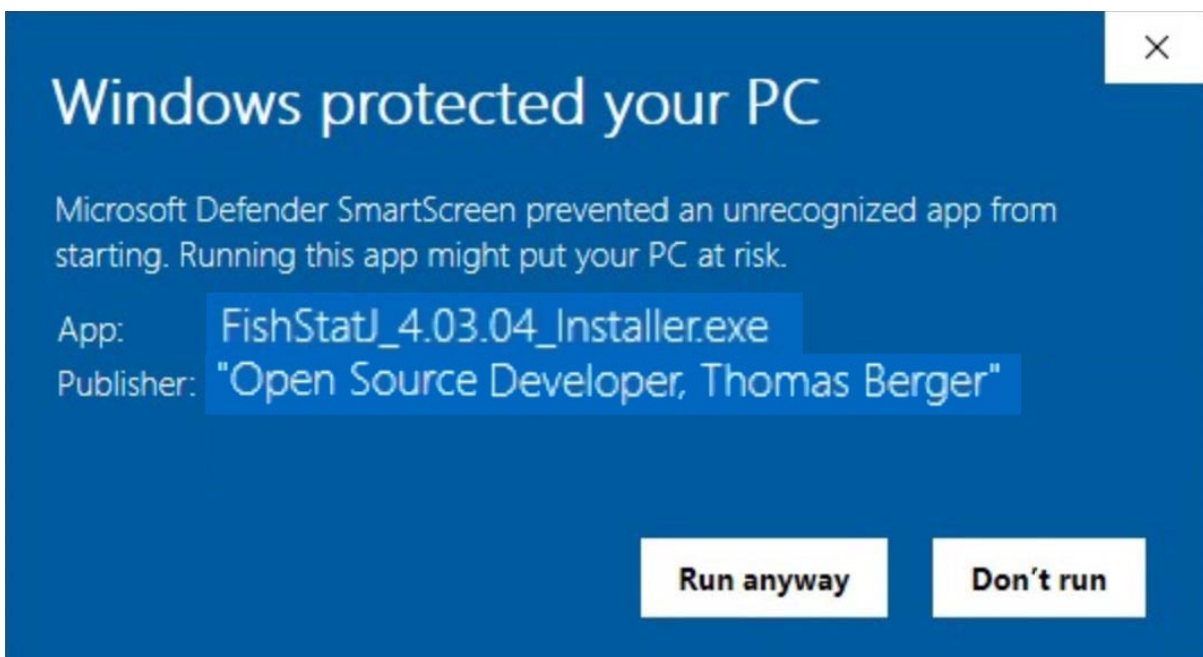 Windows protected your PC
Microsoft Defender SmartScreen prevented an unrecognized app from
starting. Running this app might put your PC at risk.
App: FishStatJ_4.03.04_Installer.exe
Publisher: "Open Source Developer, Thomas Berger"
Run anyway Don't run